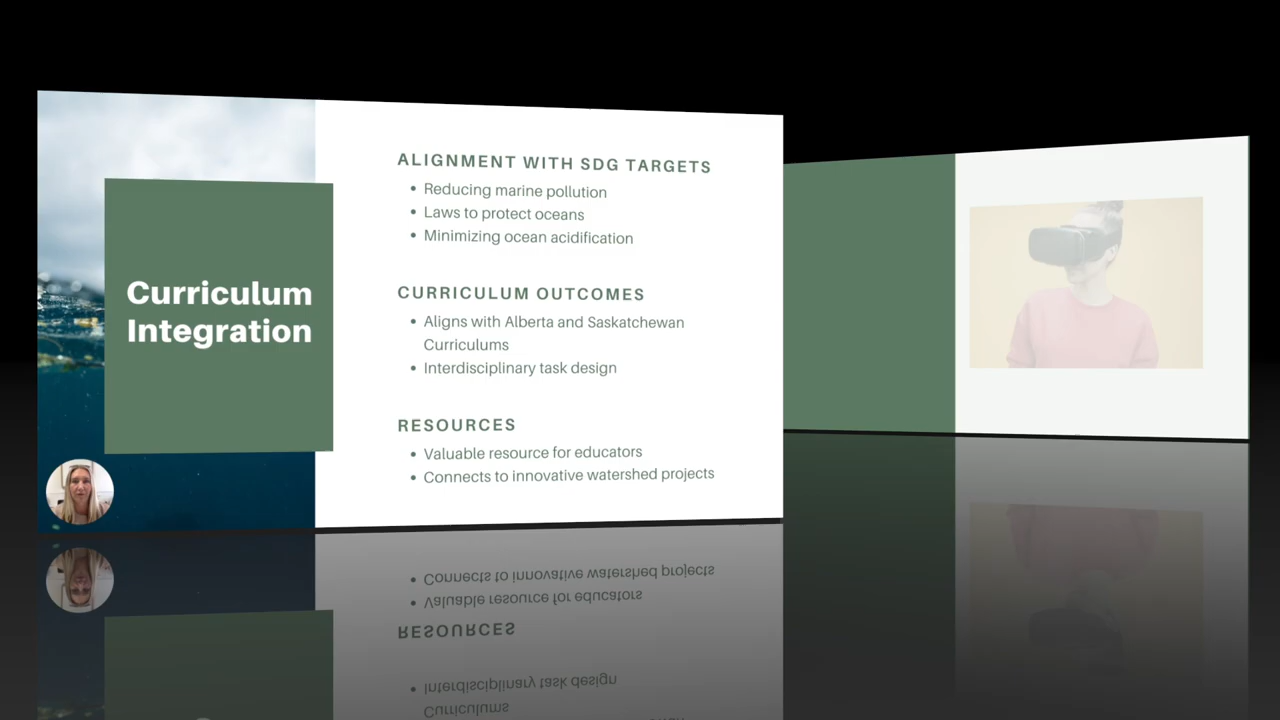 Curriculum
Integration
ALIGNMENT WITH SDG TARGETS
• Reducing marine pollution
• Laws to protect oceans
• Minimizing ocean acidification
CURRICULUM OUTCOMES
• Aligns with Alberta and Saskatchewan
Curriculums
• Interdisciplinary task design
RESOURCES
• Valuable resource for educators
• Connects to innovative watershed projects